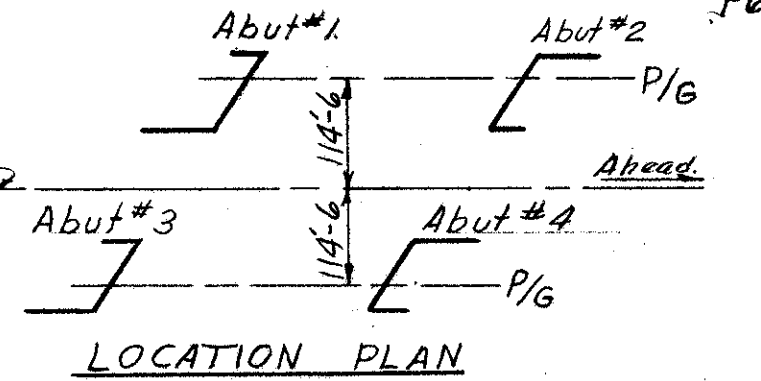 Abut #1.
Abut #2
P/G
114'-6
Ahead.
Abut #3
114'-6
Abut #4
P/G
LOCATION PLAN